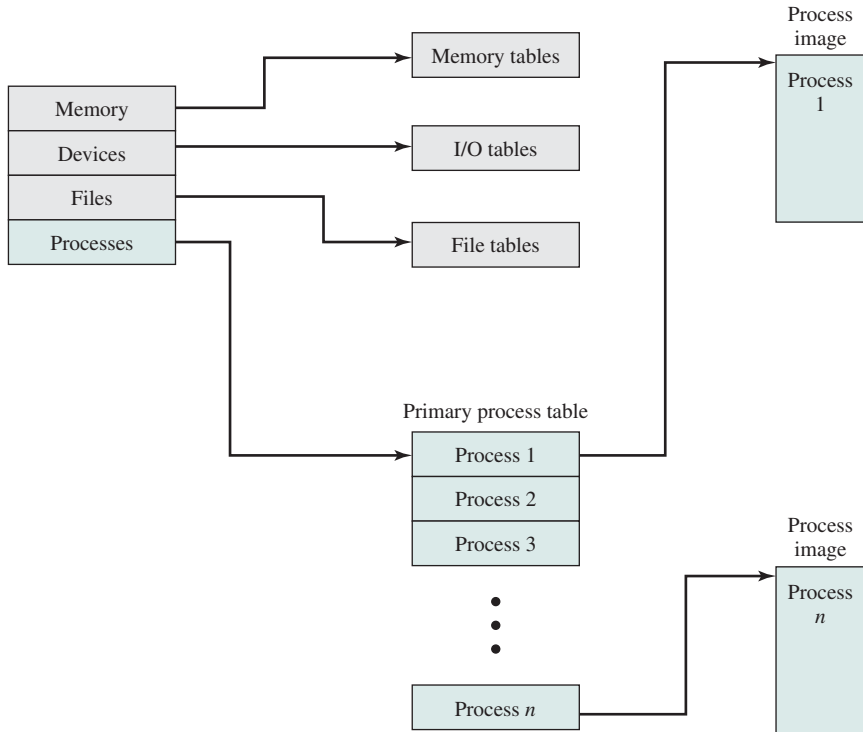 Memory
Devices
Files
Processes
Memory tables
I/O tables
File tables
Primary process table
Process 1
Process 2
Process 3
Process n
Process
image
Process
1
Process
image
Process
n